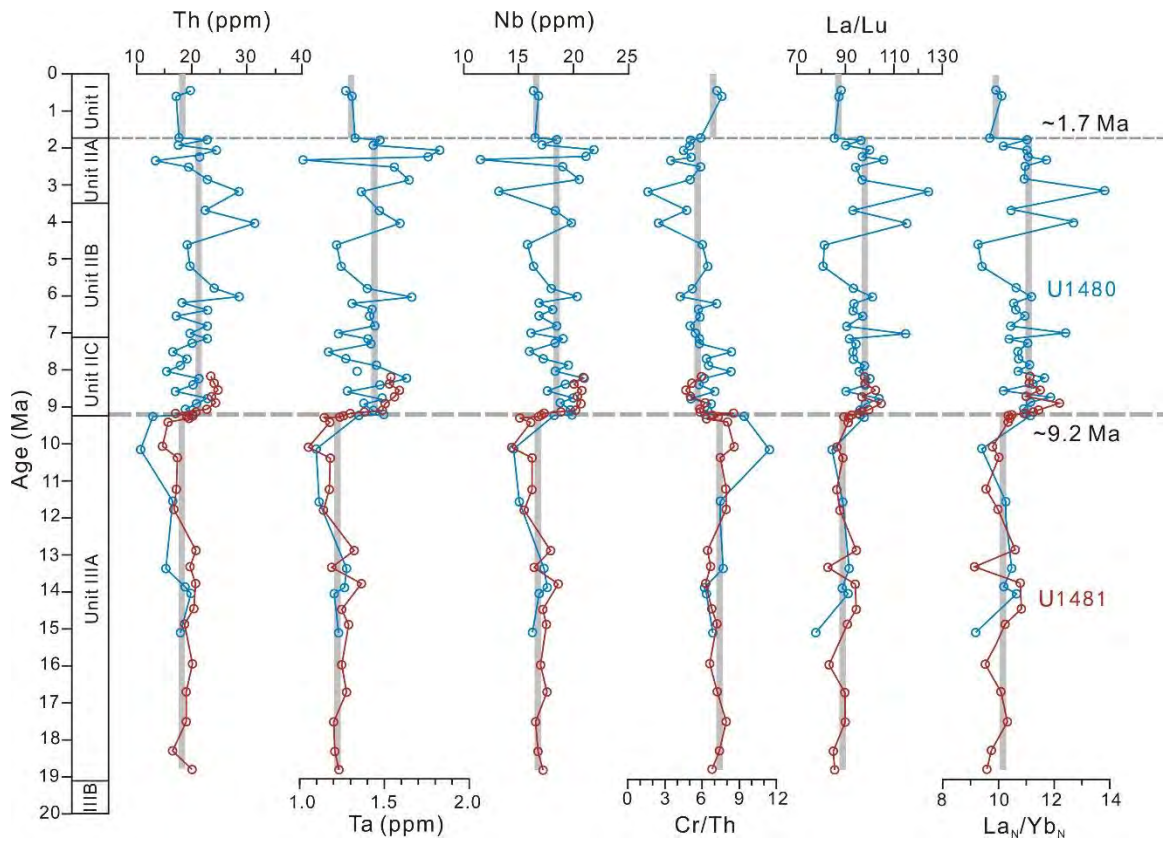 Th (ppm) Nb (ppm) La/Lu
10 20 30 40 10 15 20 25 70 90 110 130
Age (Ma)
0
1
2
3
4
5
6
7
8
9
10
11
12
13
14
15
16
17
18
19
20
Unit I
Unit IIA
Unit IIB
Unit IIC
Unit IIIA
IIIB
~1.7 Ma
U1480
~9.2 Ma
U1481
1.0 1.5 2.0 0 3 6 9 12 8 10 12 14
Ta (ppm) Cr/Th LaN/YbN